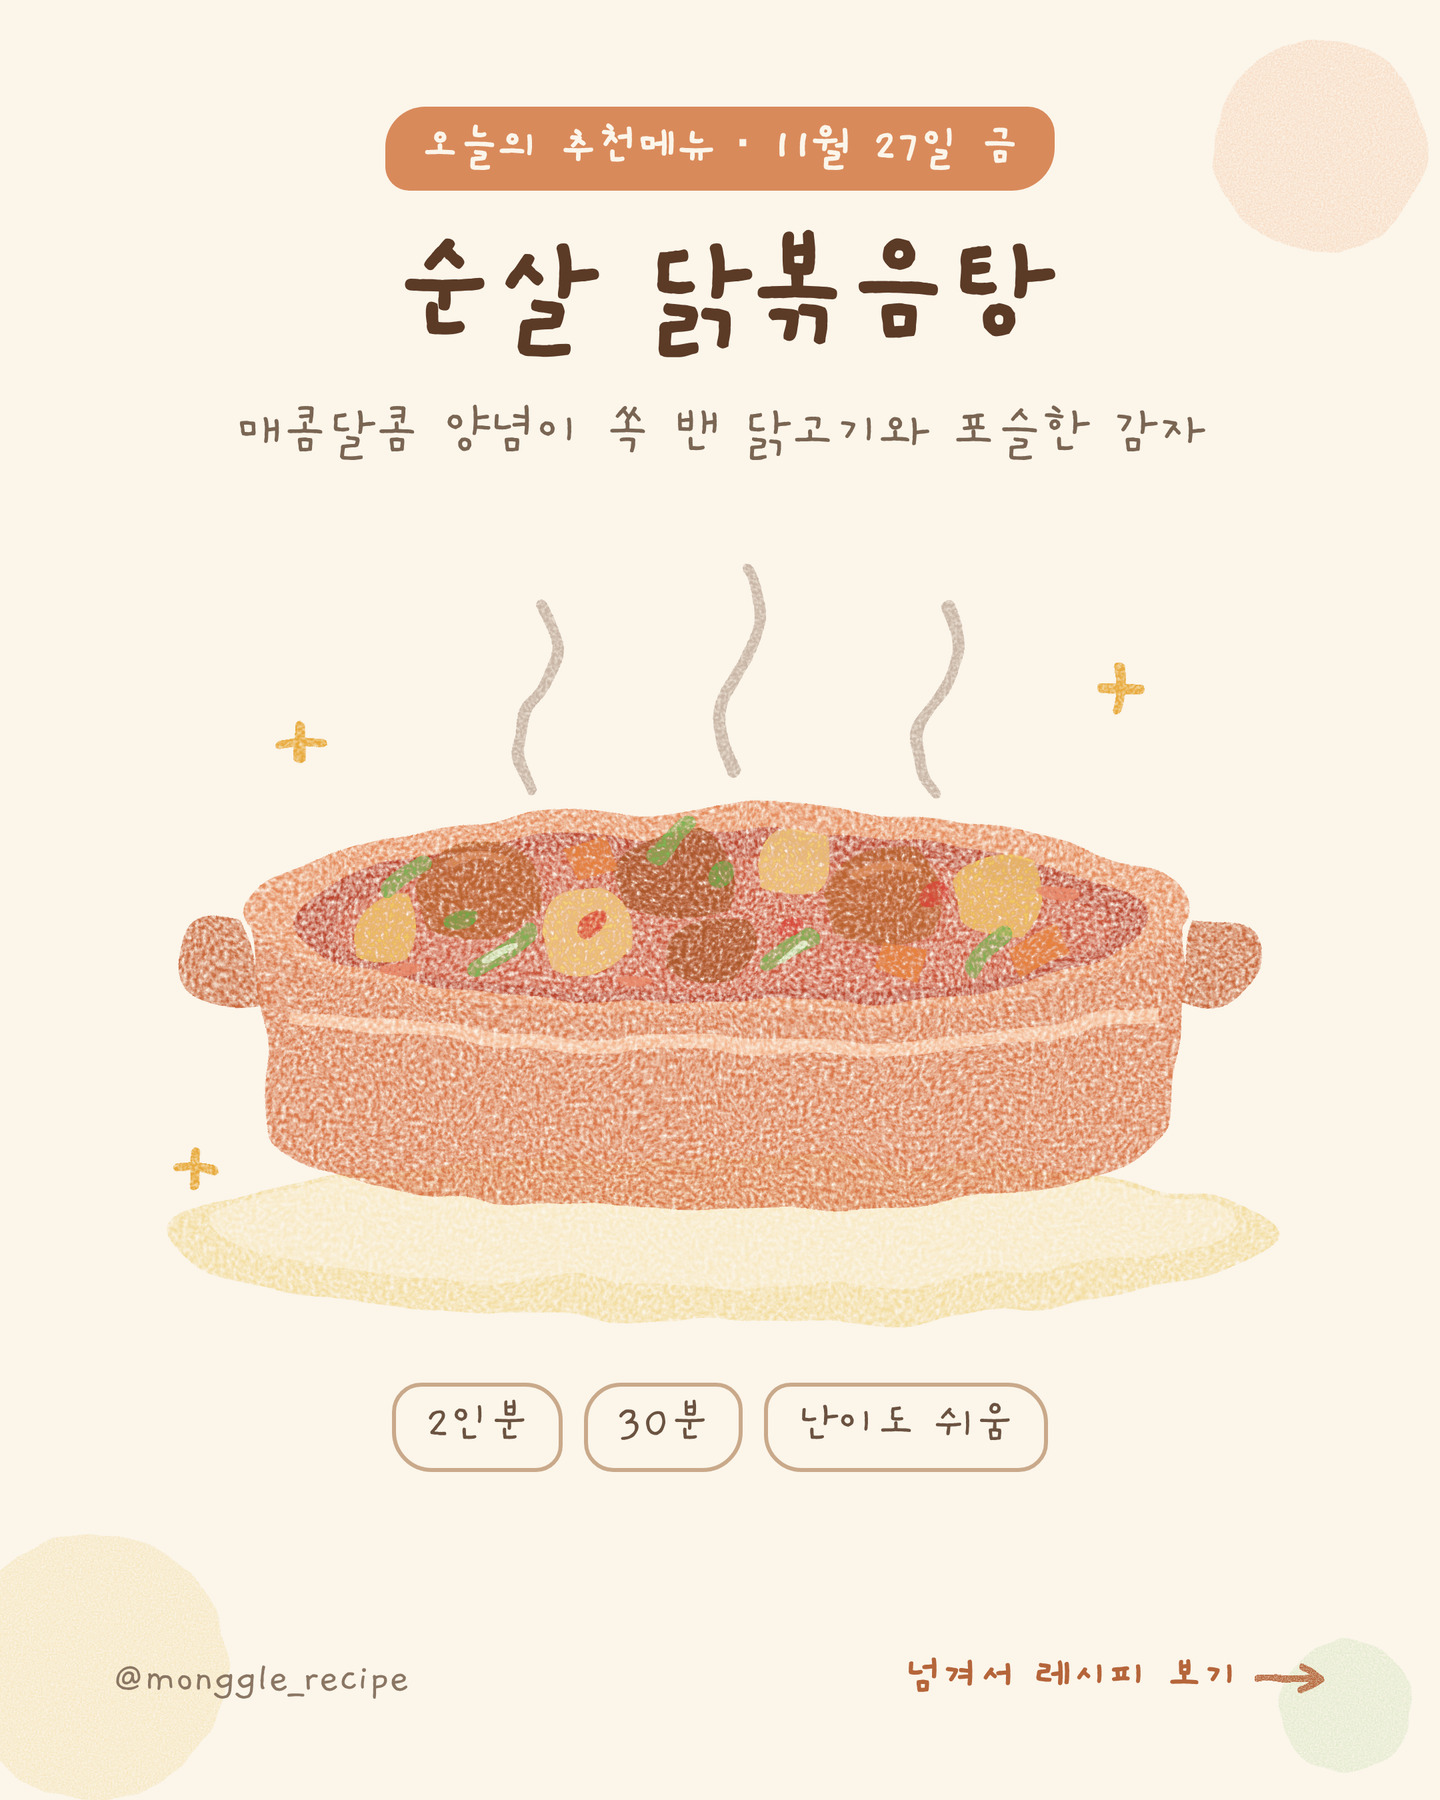 오늘의 추천메뉴 · 11월 27일 금
순살 닭볶음탕
매콤달콤 양념이 쏙 밴 닭고기와 포슬한 감자
2인분
30분
난이도 쉬움
@monggle_recipe
넘겨서 레시피 보기 →